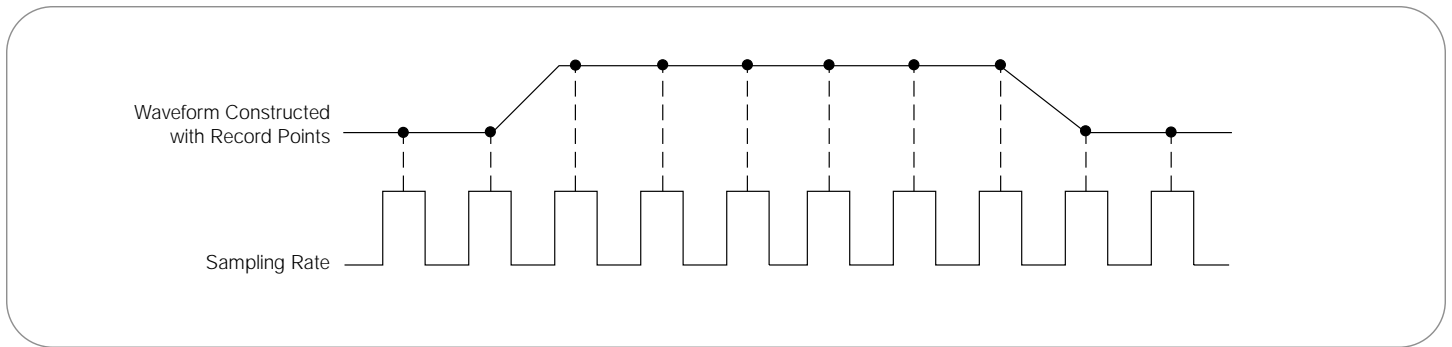 Waveform Constructed
with Record Points
Sampling Rate